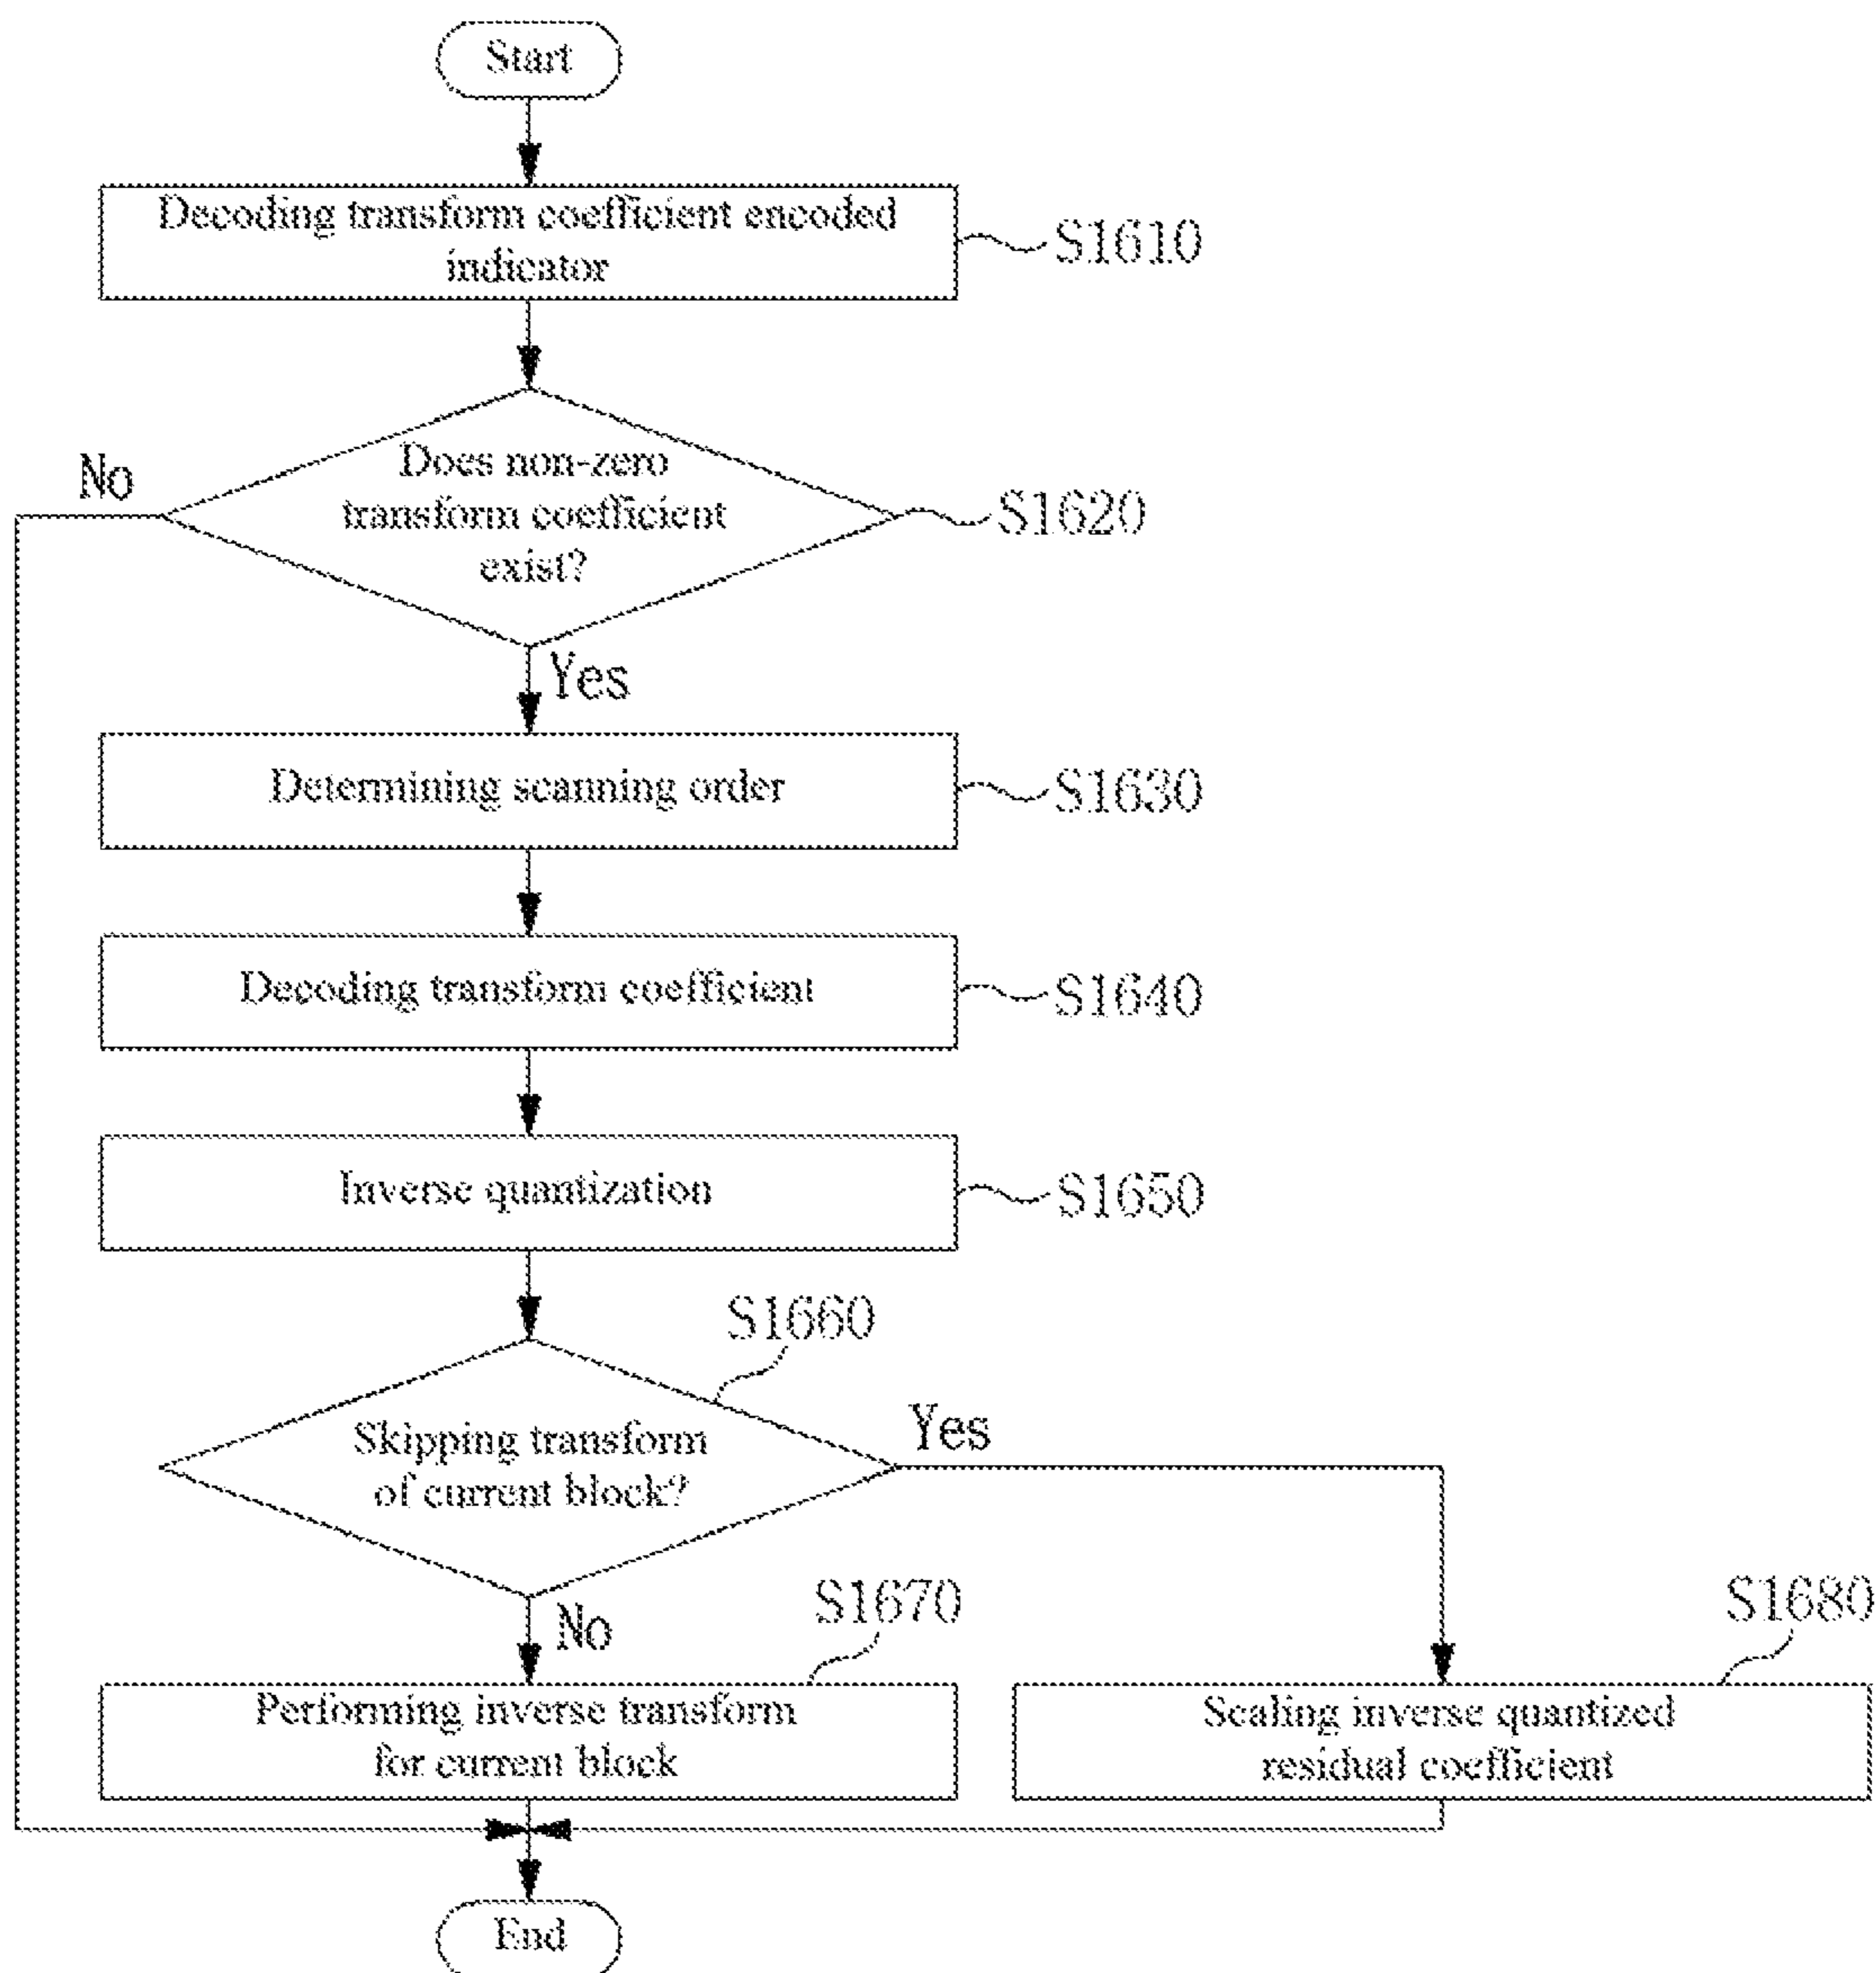 Start
Decoding transform coefficient encoded
indicator
S1610
Does non-zero
transform coefficient
exist?
No
S1620
Yes
Determining scanning order
S1630
Decoding transform coefficient
S1640
Inverse quantization
S1650
S1660
Skipping transform
of current block?
Yes
No
S1670
S1680
Performing inverse transform
for current block
Scaling inverse quantized
residual coefficient
End